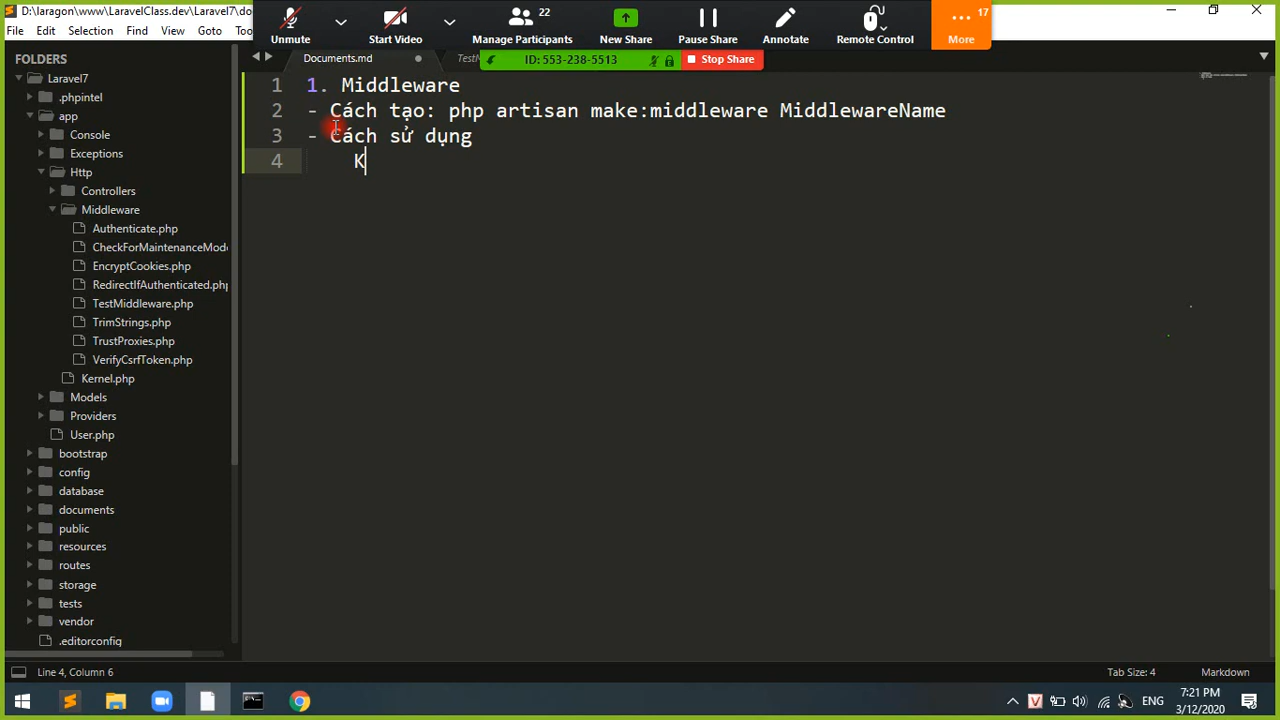 D:\laragon\www\LaravelClass.dev\Laravel7\do
File Edit Selection Find View Goto
Unmute
Start Video
22
Manage Participants
New Share
Pause Share
Annotate
Remote Control
17
More
ID: 553-238-5513
Stop Share
FOLDERS
Laravel7
.phpintel
app
Console
Exceptions
Http
Controllers
Middleware
Authenticate.php
CheckForMaintenanceMod
EncryptCookies.php
RedirectIfAuthenticated.php
TestMiddleware.php
TrimStrings.php
TrustProxies.php
VerifyCsrfToken.php
Kernel.php
Models
Providers
User.php
bootstrap
config
database
documents
public
resources
routes
storage
tests
vendor
.editorconfig
Documents.md
1 1. Middleware
2 - Cách tạo: php artisan make:middleware MiddlewareName
3 - Cách sử dụng
4 K
Line 4, Column 6
Tab Size: 4
Markdown
ENG
7:21 PM
3/12/2020